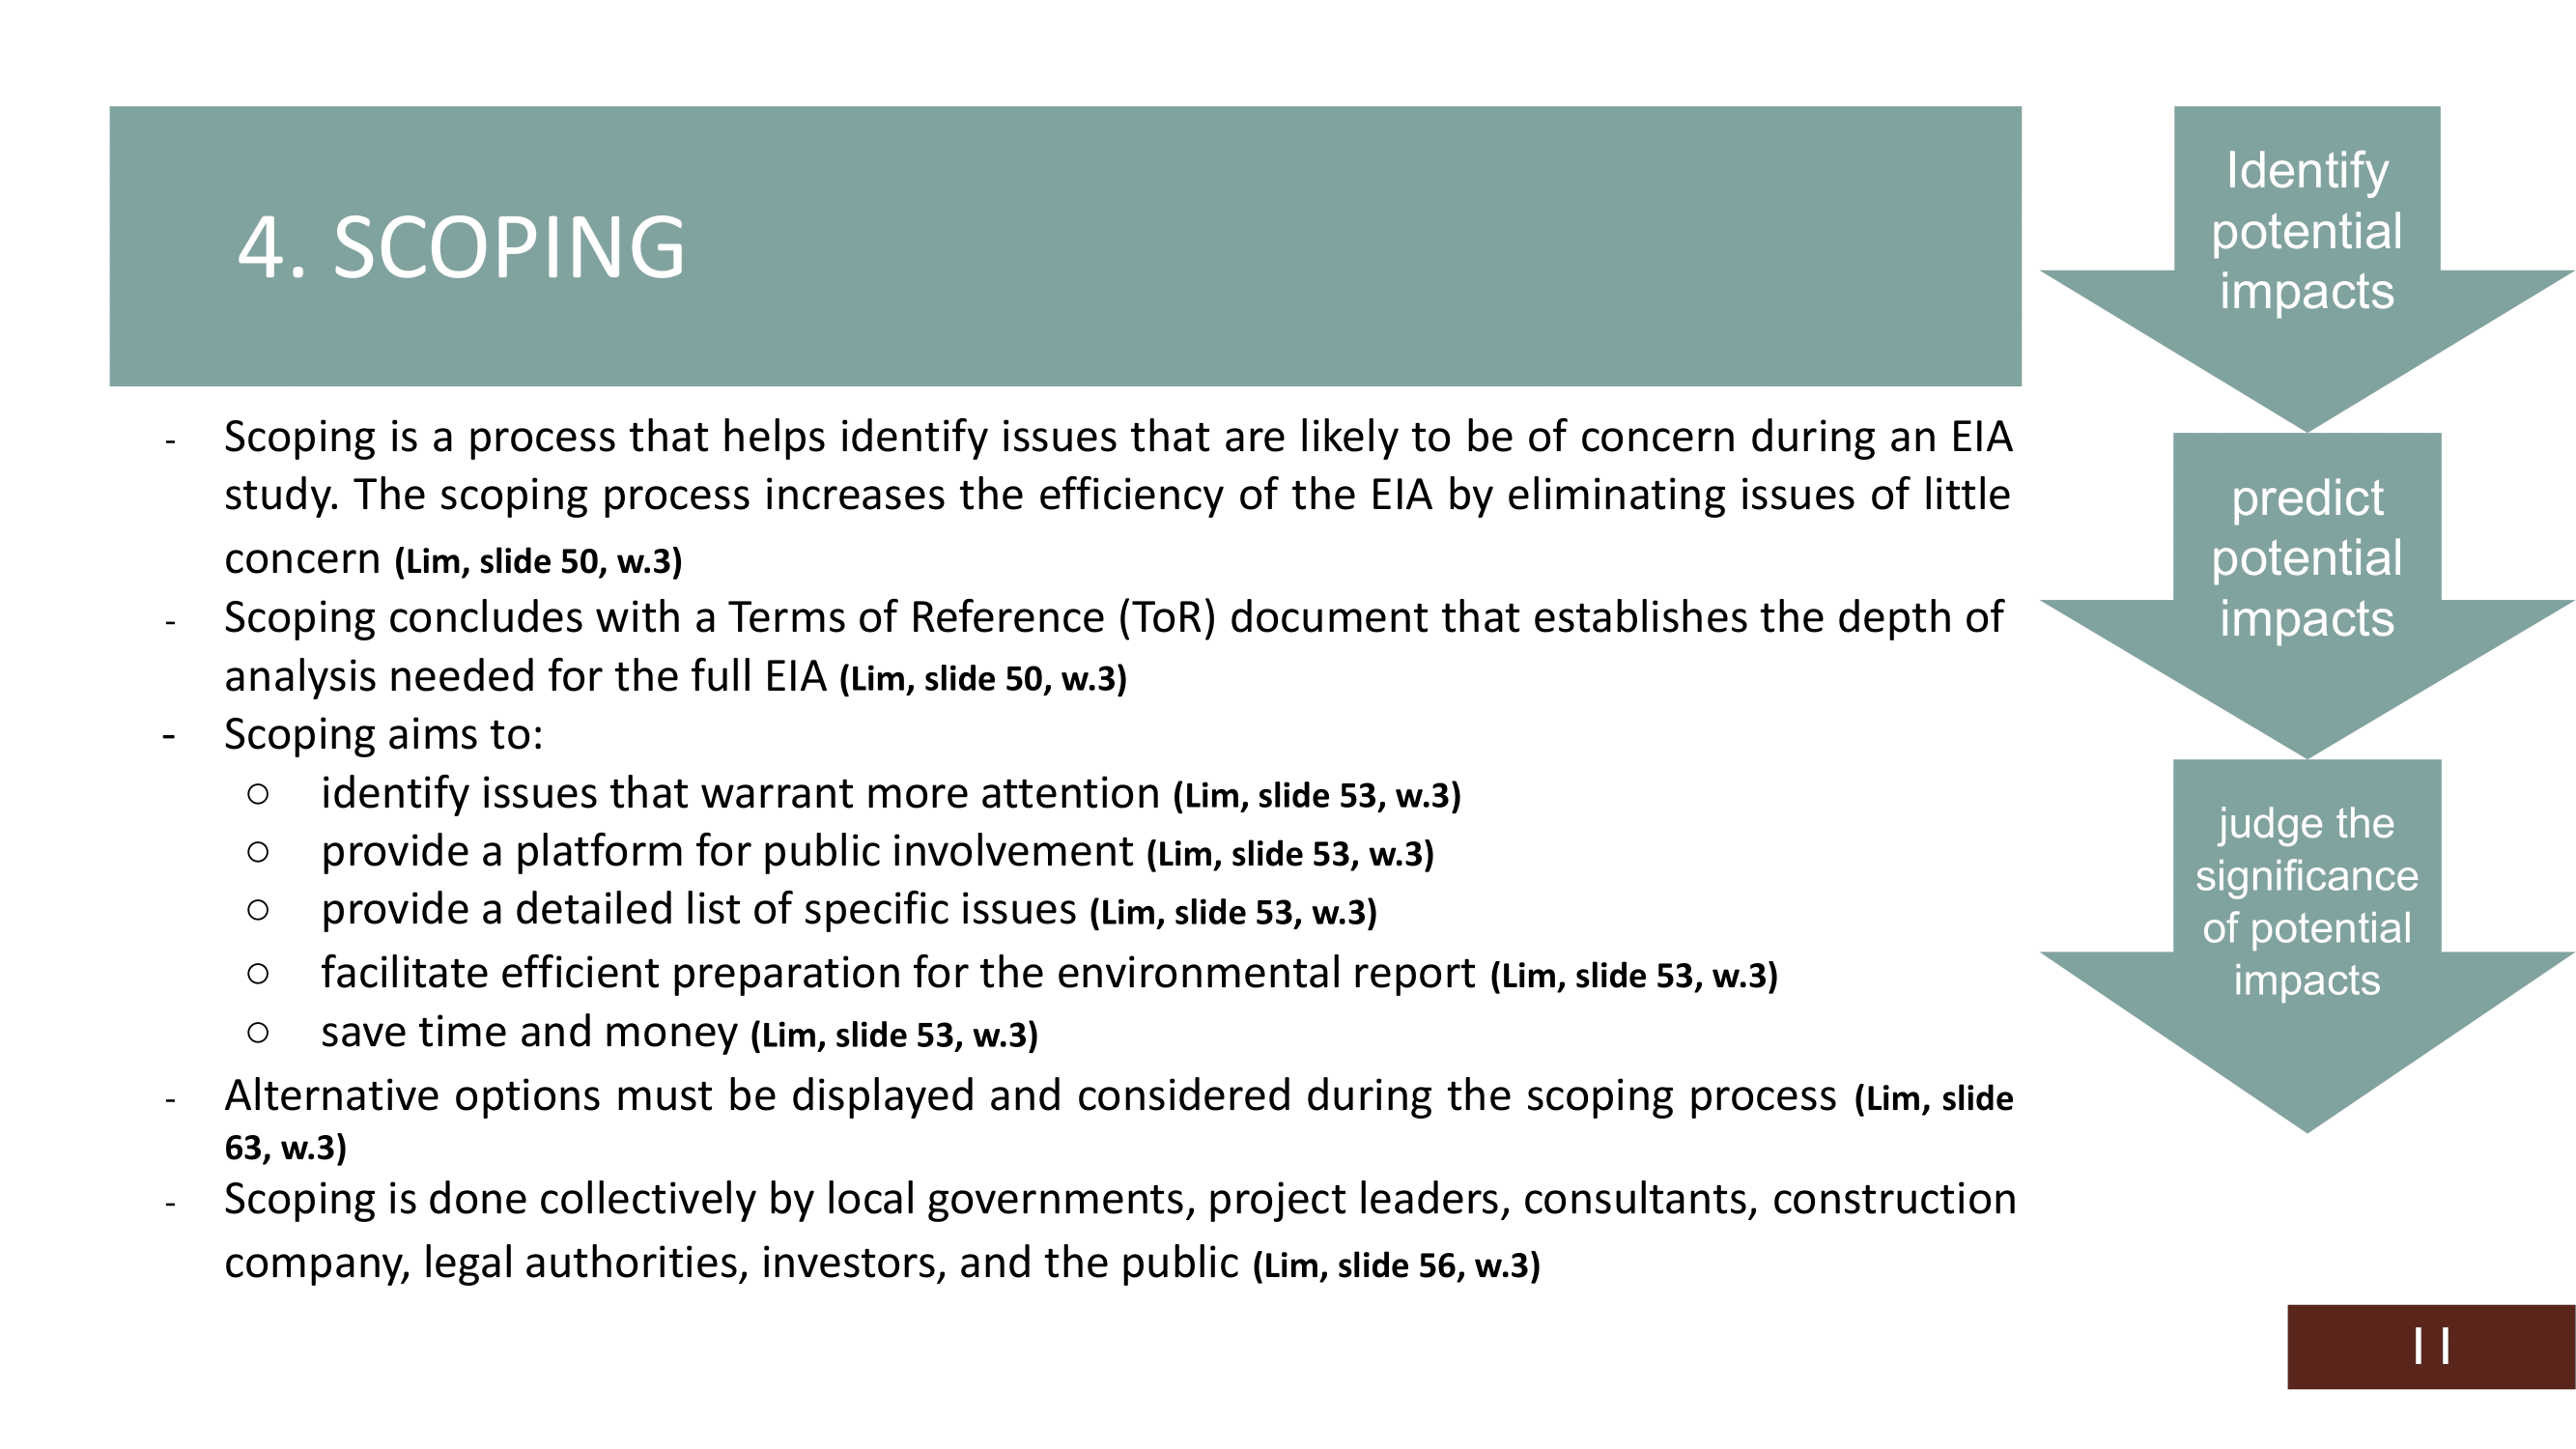 4. SCOPING
- Scoping is a process that helps identify issues that are likely to be of concern during an EIA
study. The scoping process increases the efficiency of the EIA by eliminating issues of little
concern (Lim, slide 50, w.3)
- Scoping concludes with a Terms of Reference (ToR) document that establishes the depth of
analysis needed for the full EIA (Lim, slide 50, w.3)
- Scoping aims to:
○ identify issues that warrant more attention (Lim, slide 53, w.3)
○ provide a platform for public involvement (Lim, slide 53, w.3)
○ provide a detailed list of specific issues (Lim, slide 53, w.3)
○ facilitate efficient preparation for the environmental report (Lim, slide 53, w.3)
○ save time and money (Lim, slide 53, w.3)
- Alternative options must be displayed and considered during the scoping process (Lim, slide
63, w.3)
- Scoping is done collectively by local governments, project leaders, consultants, construction
company, legal authorities, investors, and the public (Lim, slide 56, w.3)
Identify
potential
impacts
predict
potential
impacts
judge the
significance
of potential
impacts
11